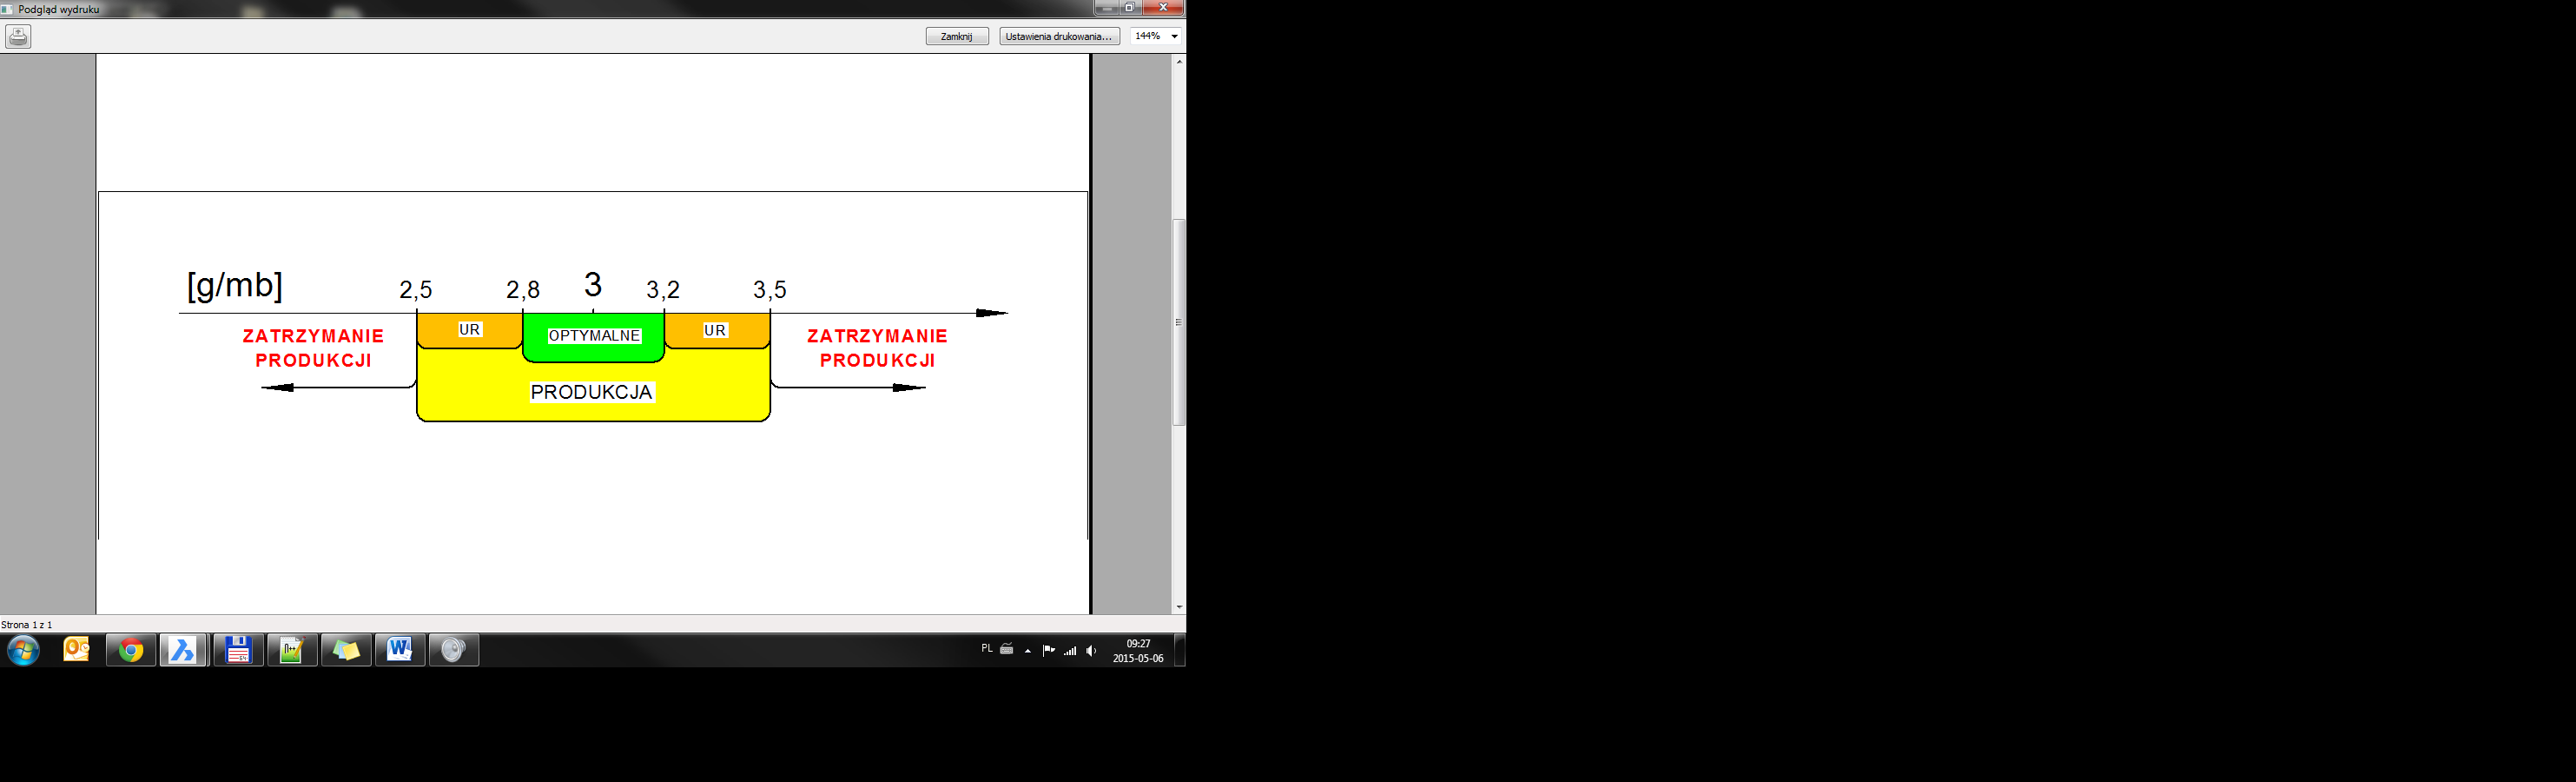 Podgląd wydruku
Zamknij
Ustawienia drukowania...
144%
[g/mb]
2,5
2,8
3
3,2
3,5
ZATRZYMANIE
PRODUKCJI
UR
OPTYMALNE
UR
ZATRZYMANIE
PRODUKCJI
PRODUKCJA
Strona 1 z 1
PL
09:27
2015-05-06